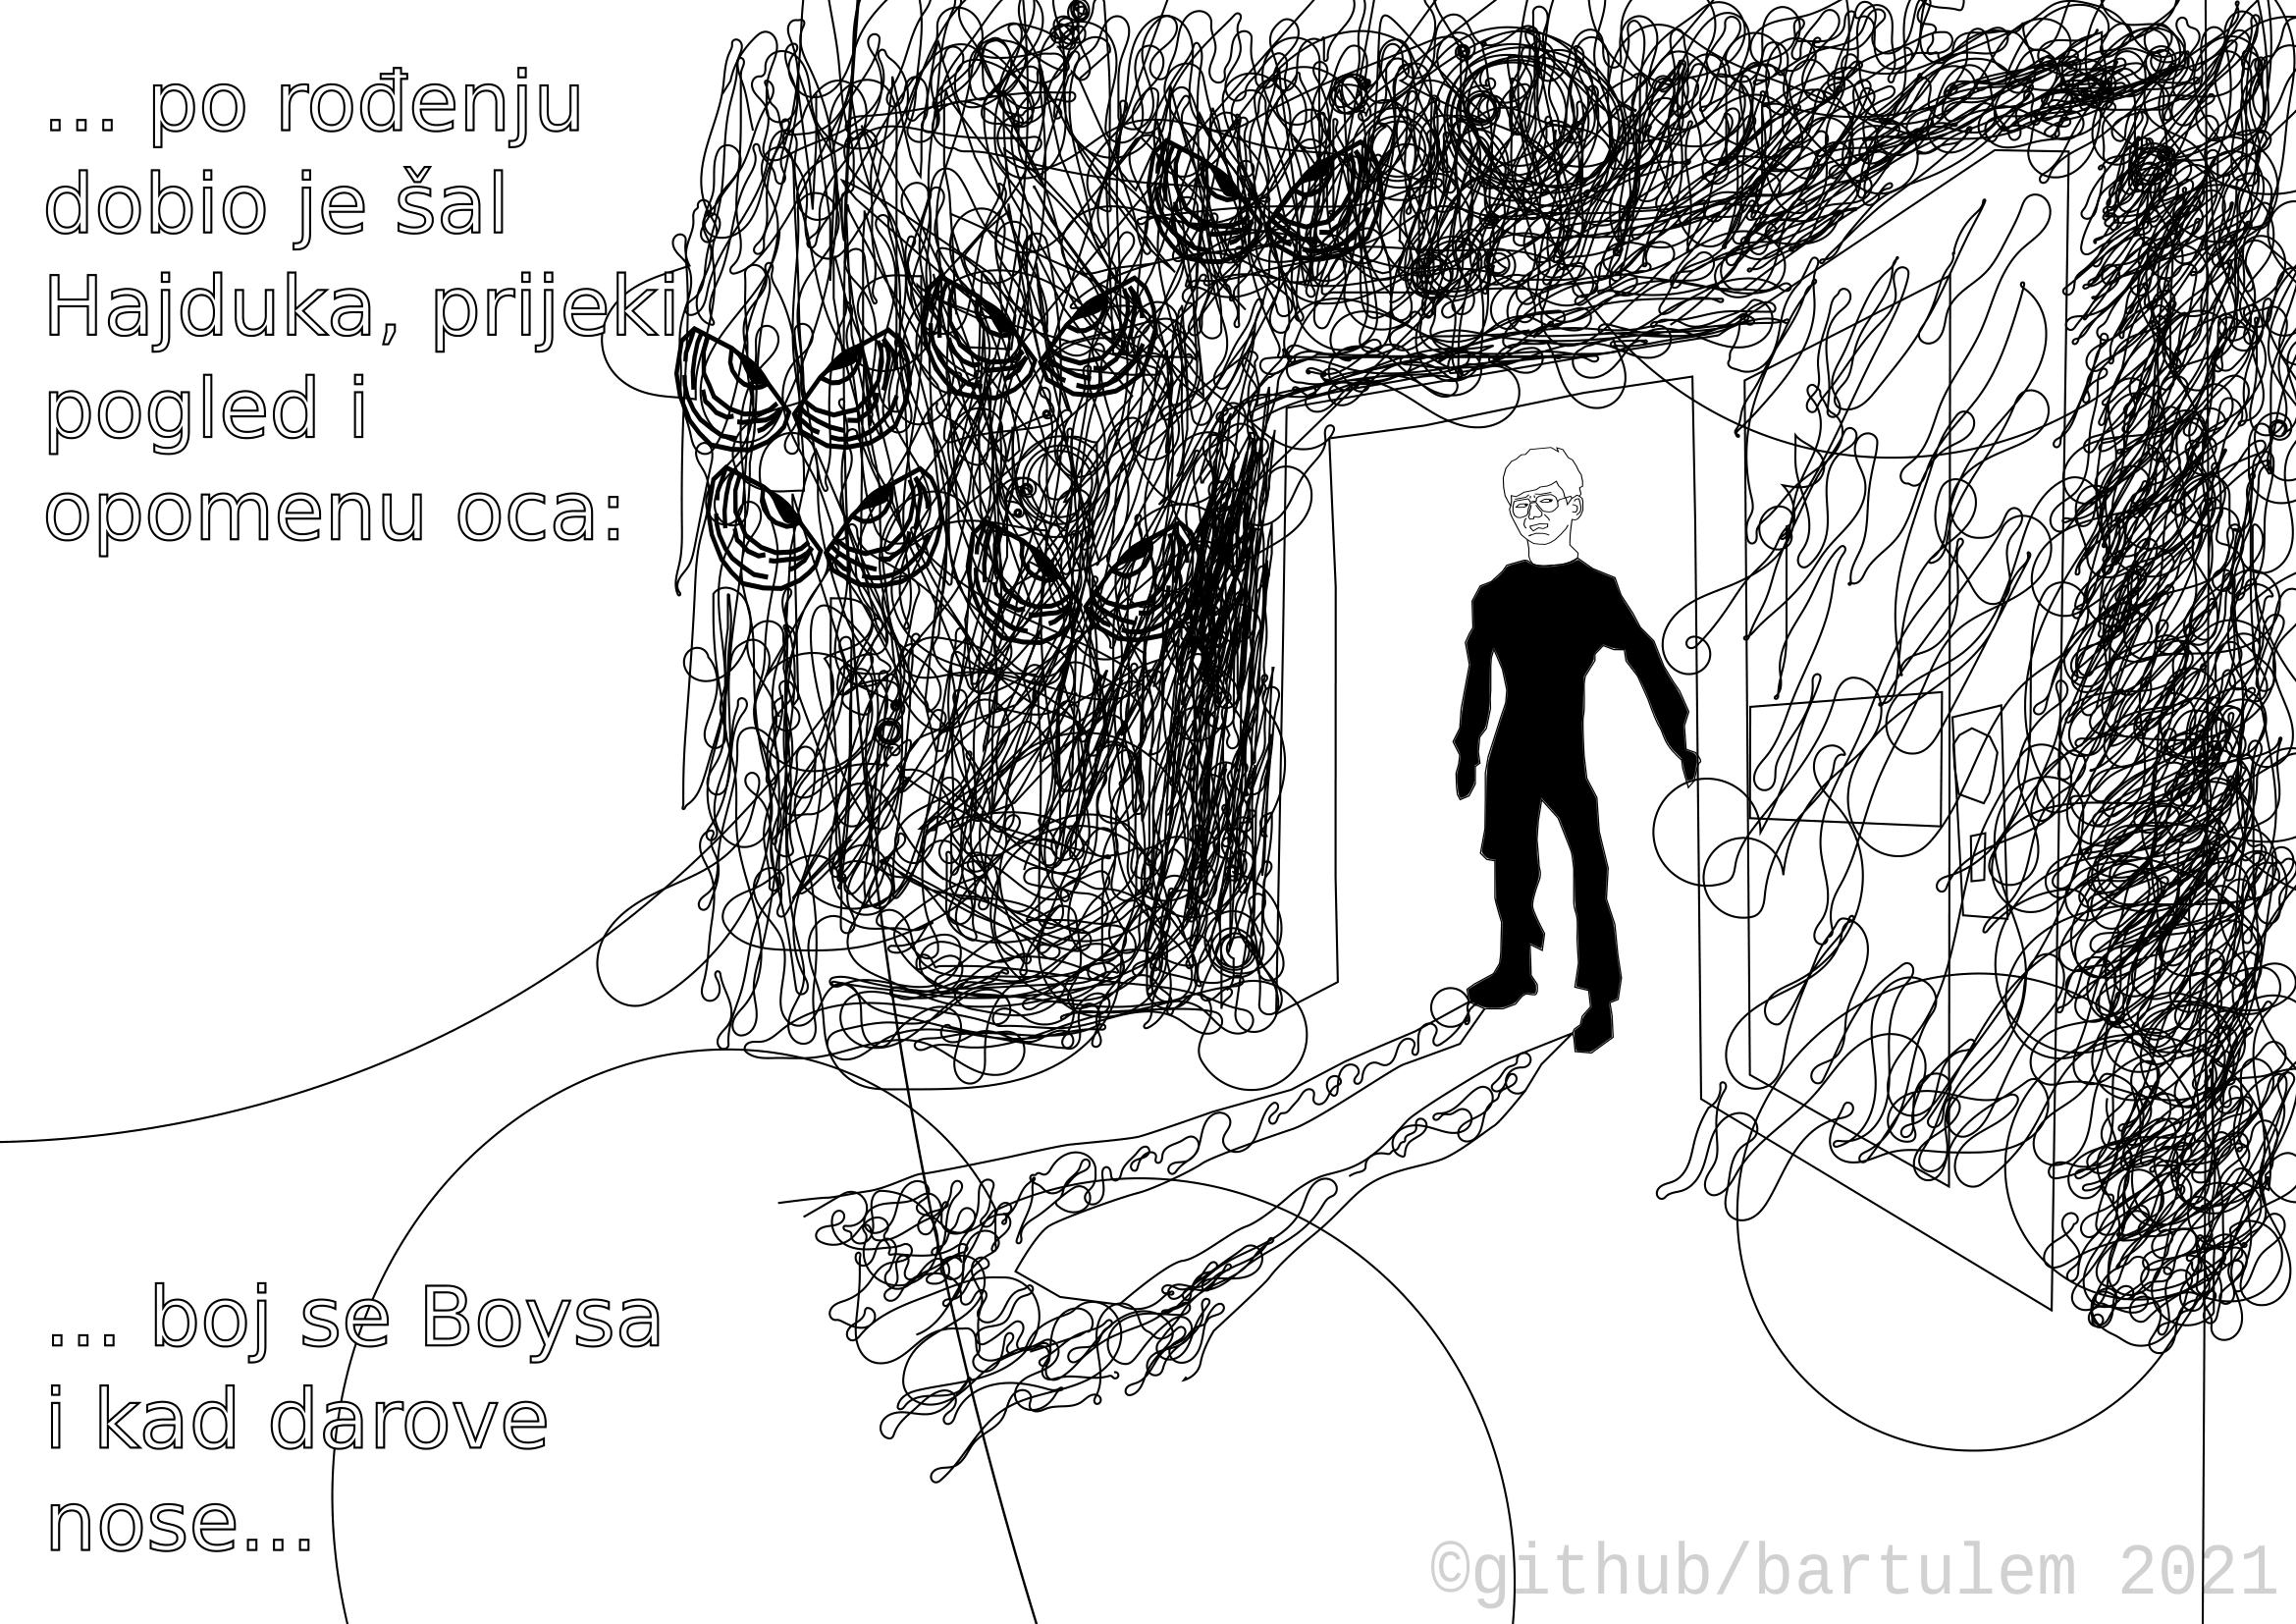 ... po rođenju
dobio je šal
Hajduka, prijeki
pogled i
opomenu oca:
... boj se Boysa
i kad darove
nose...
©github/bartulem 2021